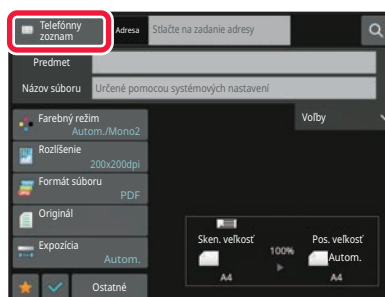 Telefónny
zoznam
Adresa
Stlačte na zadanie adresy
Predmet
Názov súboru
Určené pomocou systémových nastavení
Farebný režim
Autom./Mono2
Voľby
Rozlíšenie
200x200dpi
Formát súboru
PDF
Originál
Expozícia
Autom.
Sken. veľkosť
100%
Pos. veľkosť
Autom.
A4
A4
Ostatné